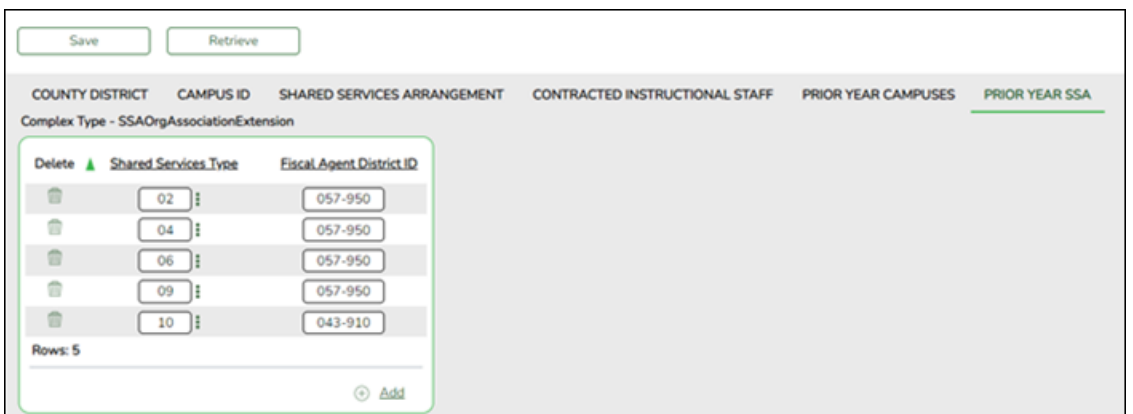 Save Retrieve
COUNTY DISTRICT CAMPUS ID SHARED SERVICES ARRANGEMENT CONTRACTED INSTRUCTIONAL STAFF PRIOR YEAR CAMPUSES PRIOR YEAR SSA
Complex Type - SSAOrgAssociationExtension
Delete Shared Services Type Fiscal Agent District ID
02 057-950
04 057-950
06 057-950
09 057-950
10 043-910
Rows: 5
Add